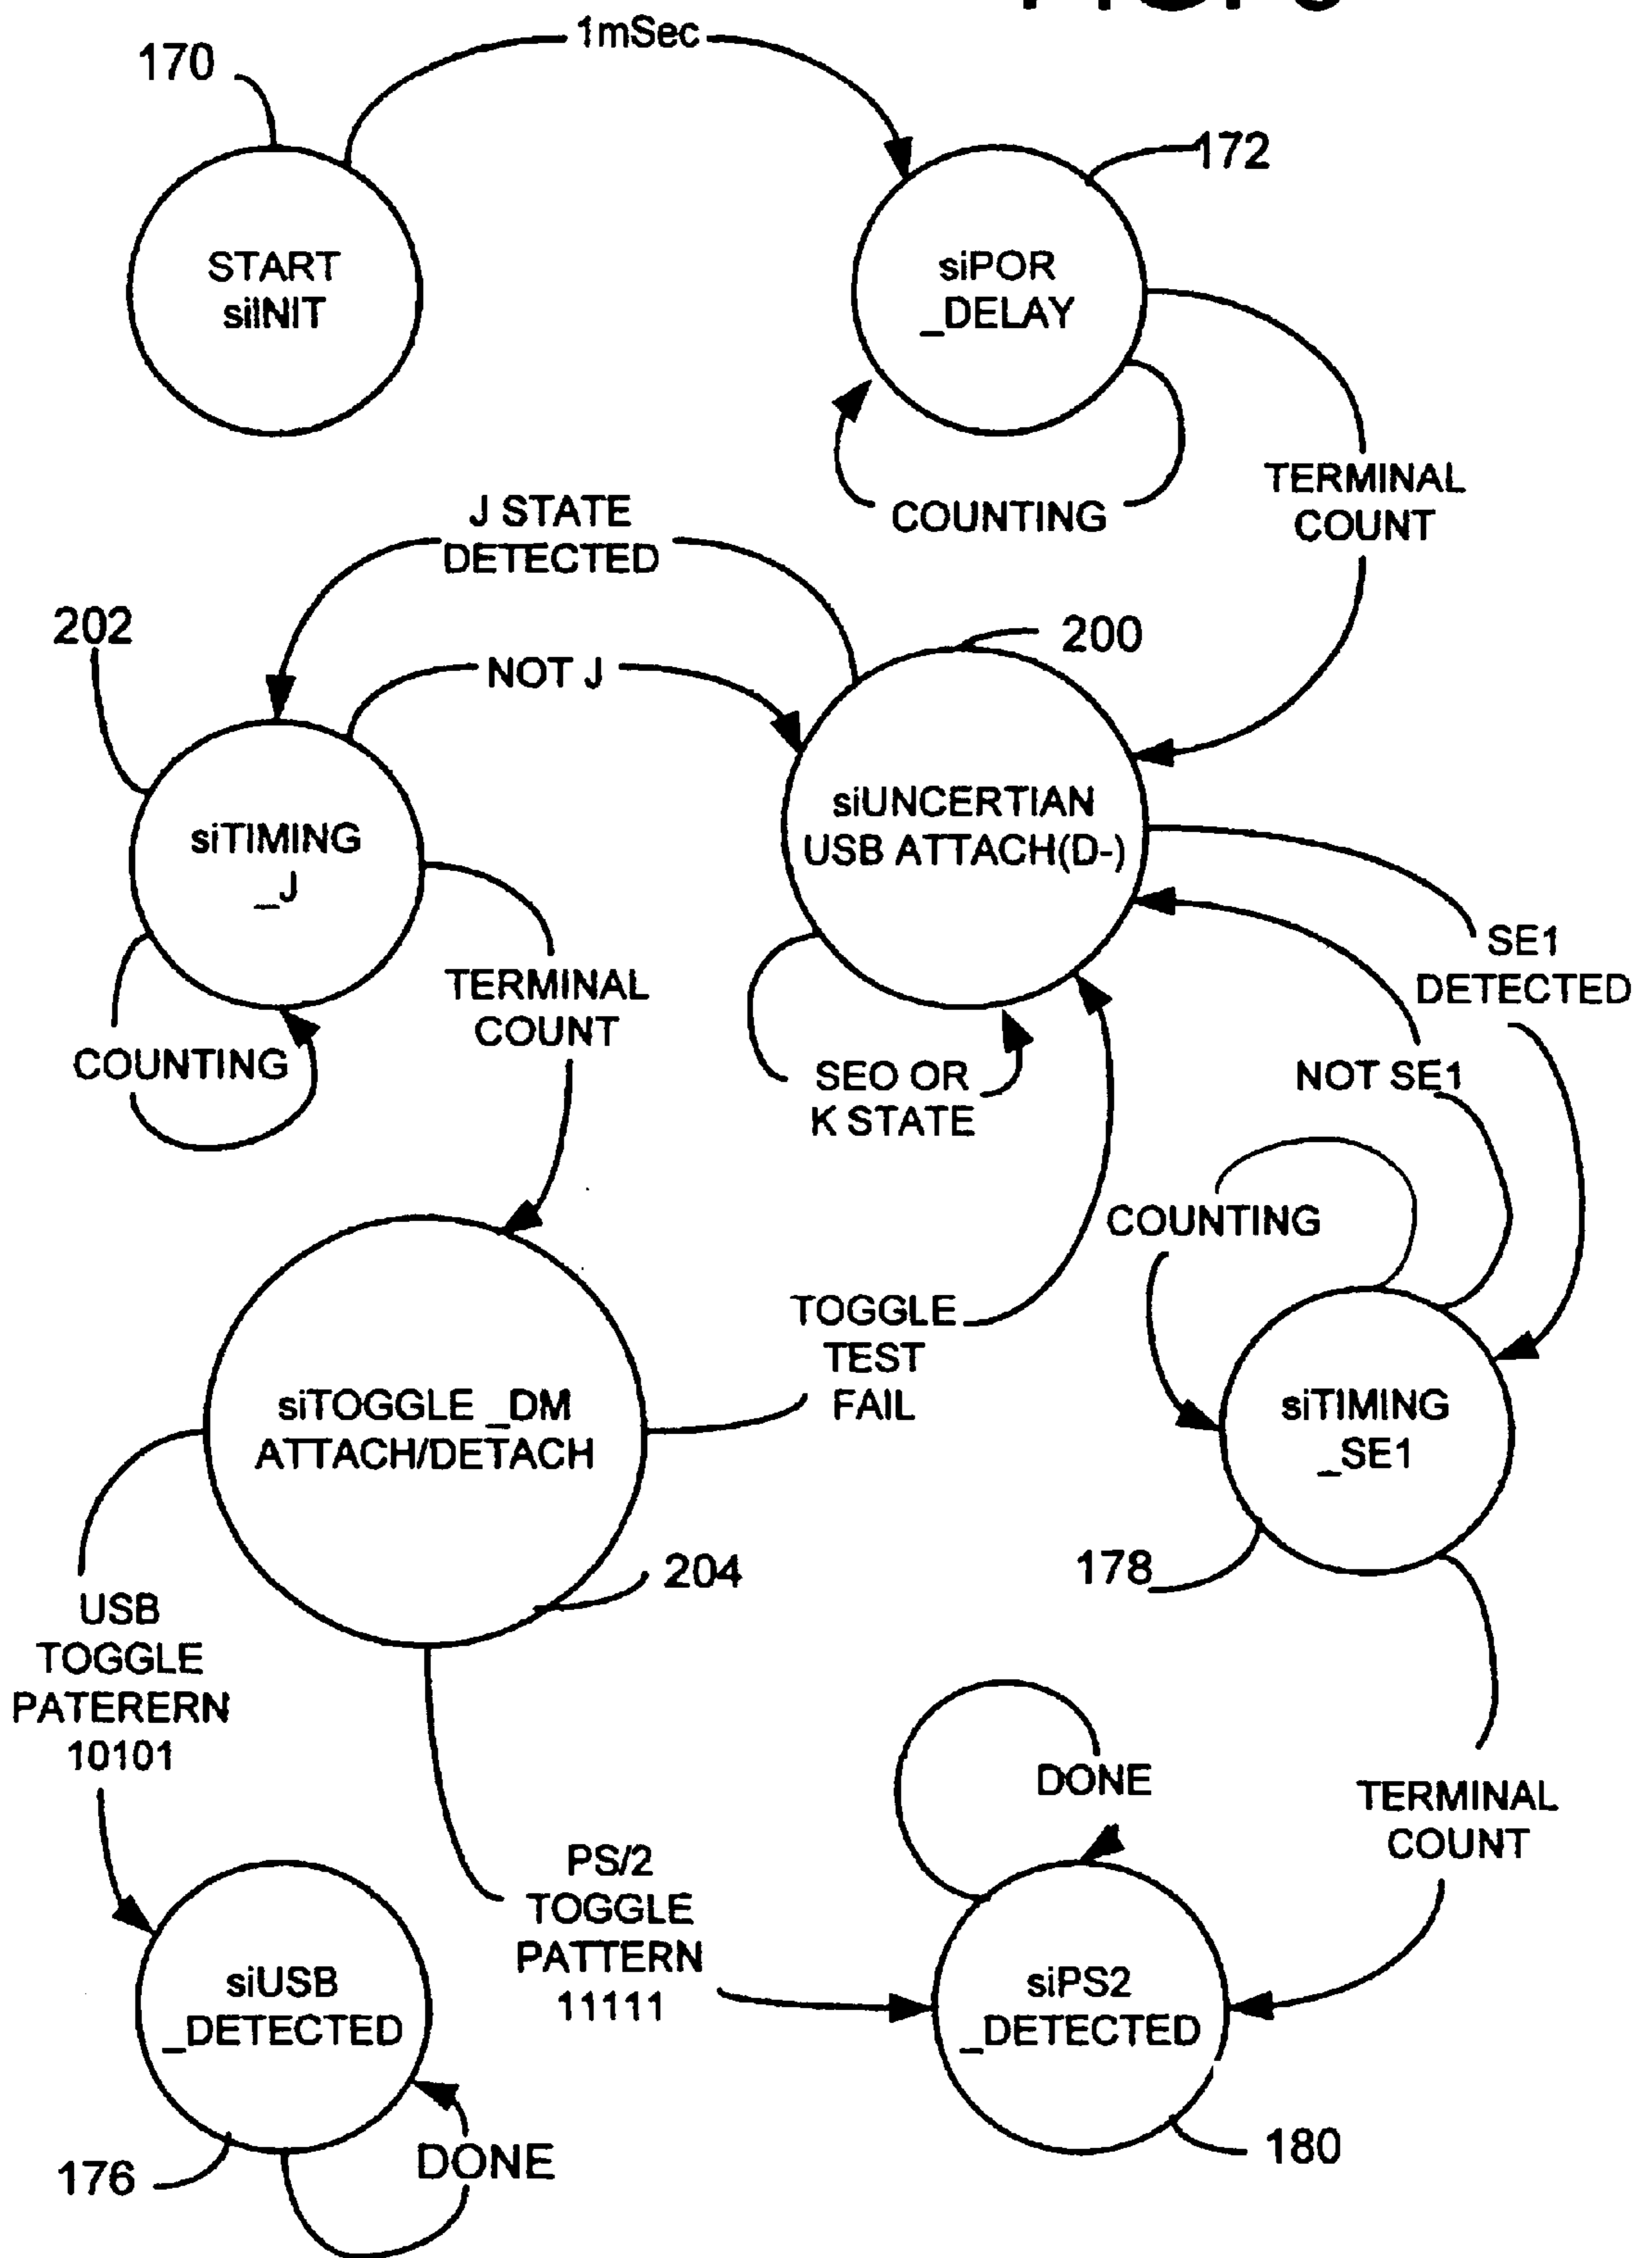 1mSec
170
172
START
siINIT
siPOR
_DELAY
COUNTING
TERMINAL
COUNT
J STATE
DETECTED
202
NOT J
200
siTIMING
_J
siUNCERTIAN
USB ATTACH(D-)
SE1
DETECTED
TERMINAL
COUNT
COUNTING
SEO OR
K STATE
NOT SE1
COUNTING
TOGGLE
TEST
FAIL
siTOGGLE _DM
ATTACH/DETACH
siTIMING
_SE1
178
204
USB
TOGGLE
PATERERN
10101
DONE
TERMINAL
COUNT
PS/2
TOGGLE
PATTERN
11111
siUSB
_DETECTED
siPS2
_DETECTED
176
DONE
180